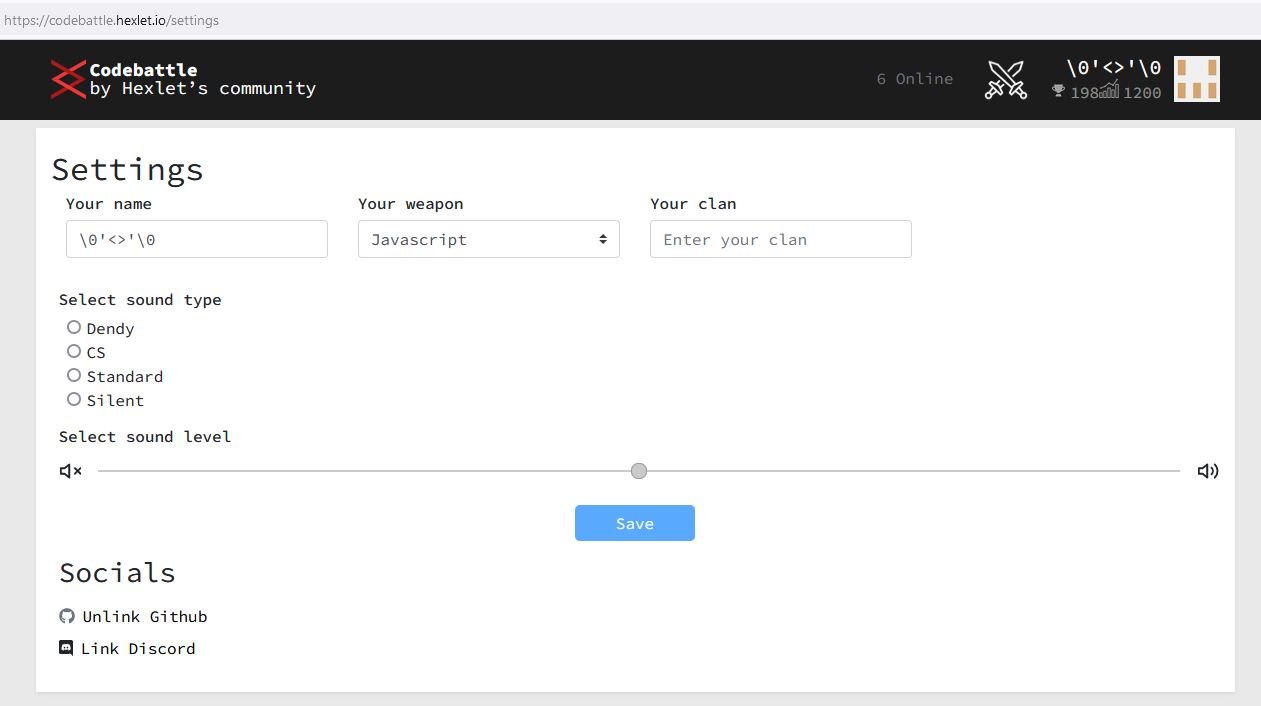 https://codebattle.hexlet.io/settings
Codebattle
by Hexlet’s community
6 Online
\0'<>'\0
198 1200
Settings
Your name Your weapon Your clan
\0'<>'\0 Javascript Enter your clan
Select sound type
Dendy
CS
Standard
Silent
Select sound level
Save
Socials
Unlink Github
Link Discord